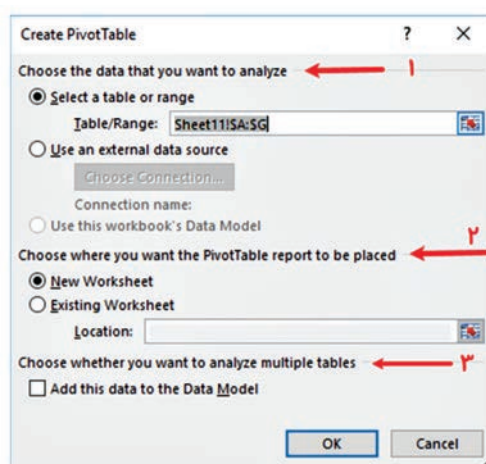 Create PivotTable ? ×
Choose the data that you want to analyze ۱
Select a table or range
Table/Range: Sheet11!$A:$G
Use an external data source
Choose Connection...
Connection name:
Use this workbook's Data Model
۲
Choose where you want the PivotTable report to be placed
New Worksheet
Existing Worksheet
Location:
Choose whether you want to analyze multiple tables ۳
Add this data to the Data Model
OK Cancel